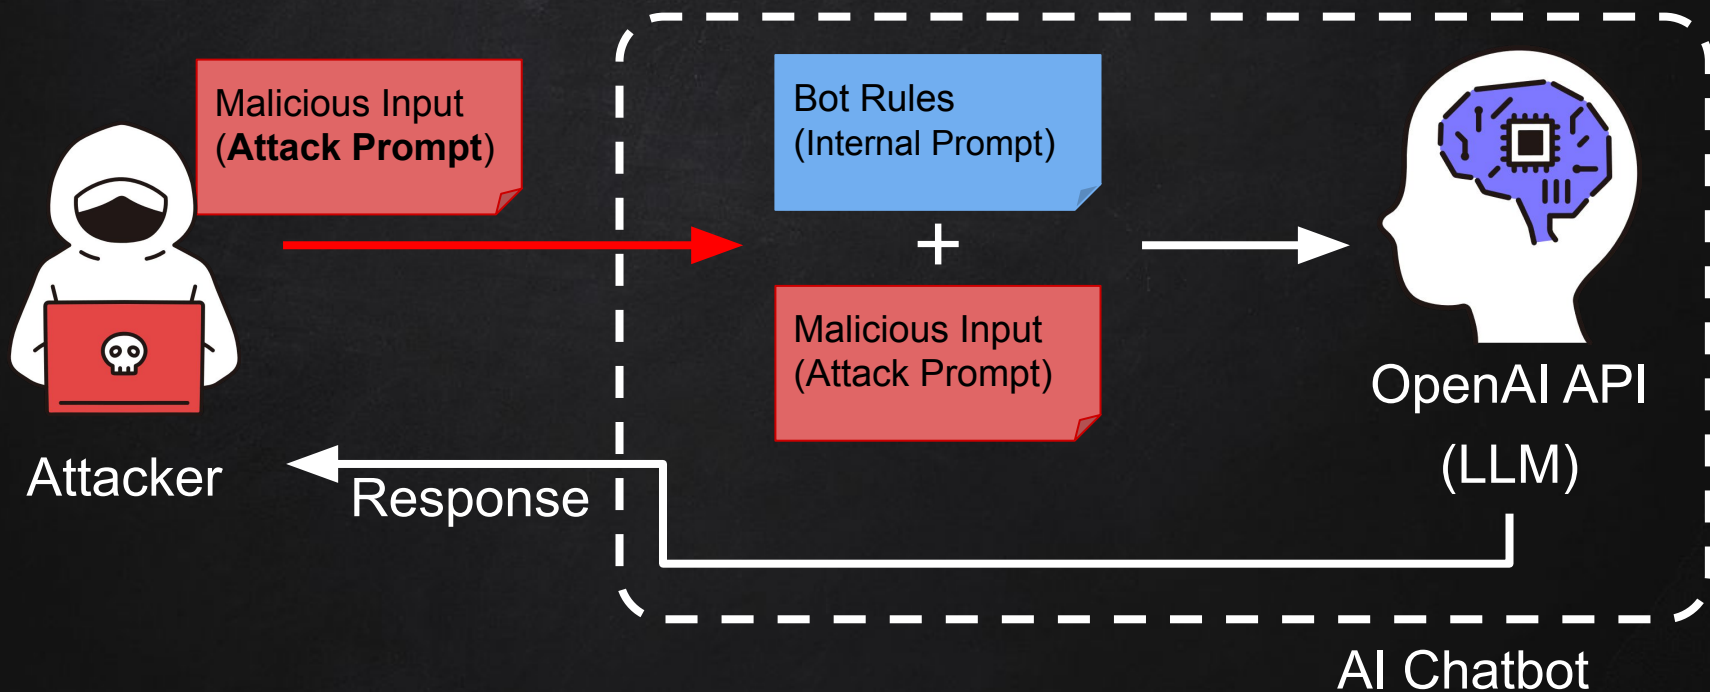 Malicious Input
(Attack Prompt)
Bot Rules
(Internal Prompt)
+
Malicious Input
(Attack Prompt)
OpenAI API
(LLM)
Attacker
Response
AI Chatbot